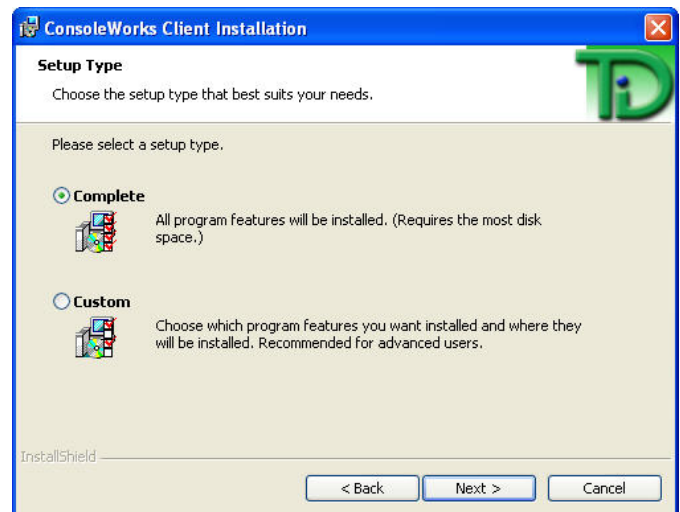 ConsoleWorks Client Installation
Setup Type
Choose the setup type that best suits your needs.
TD
Please select a setup type.
Complete
All program features will be installed. (Requires the most disk
space.)
Custom
Choose which program features you want installed and where they
will be installed. Recommended for advanced users.
InstallShield
< Back Next > Cancel